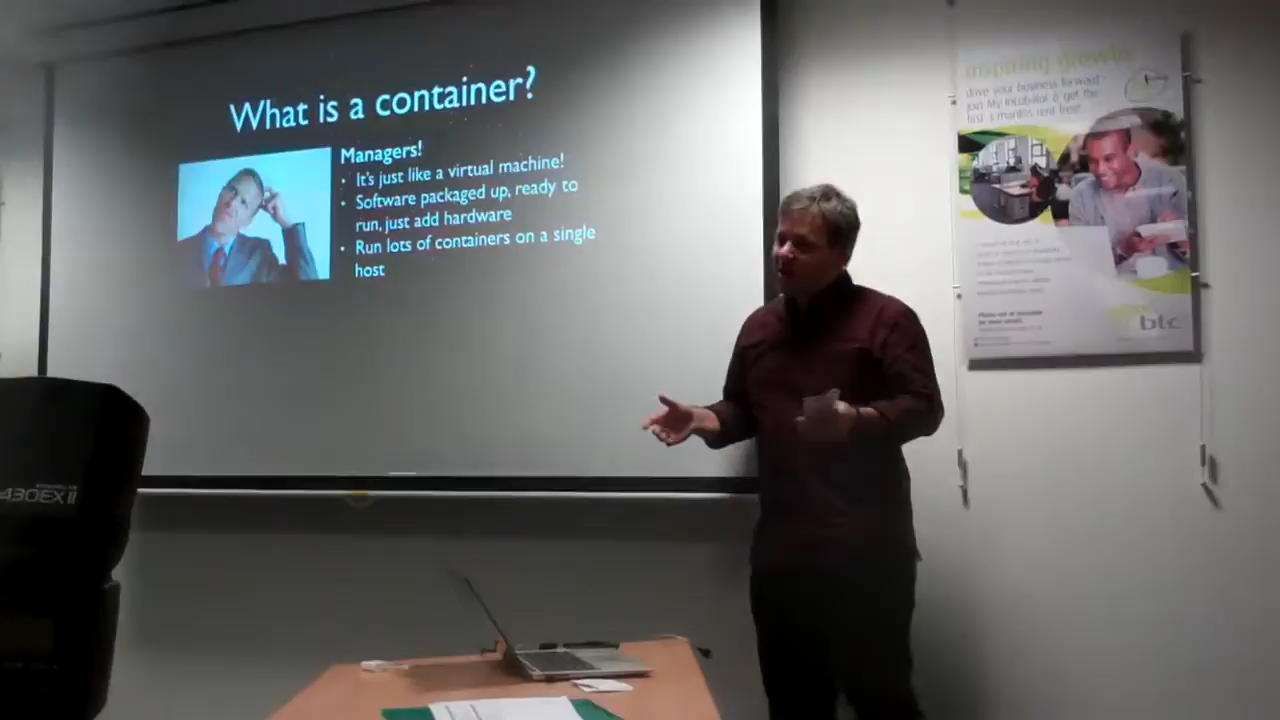 What is a container?
Managers!
• It's just like a virtual machine!
• Software packaged up, ready to
run, just add hardware
• Run lots of containers on a single
host
inspiring growth
drive your business forward
join My Incubator & get the
first 3 months rent free!
btc
430EX II